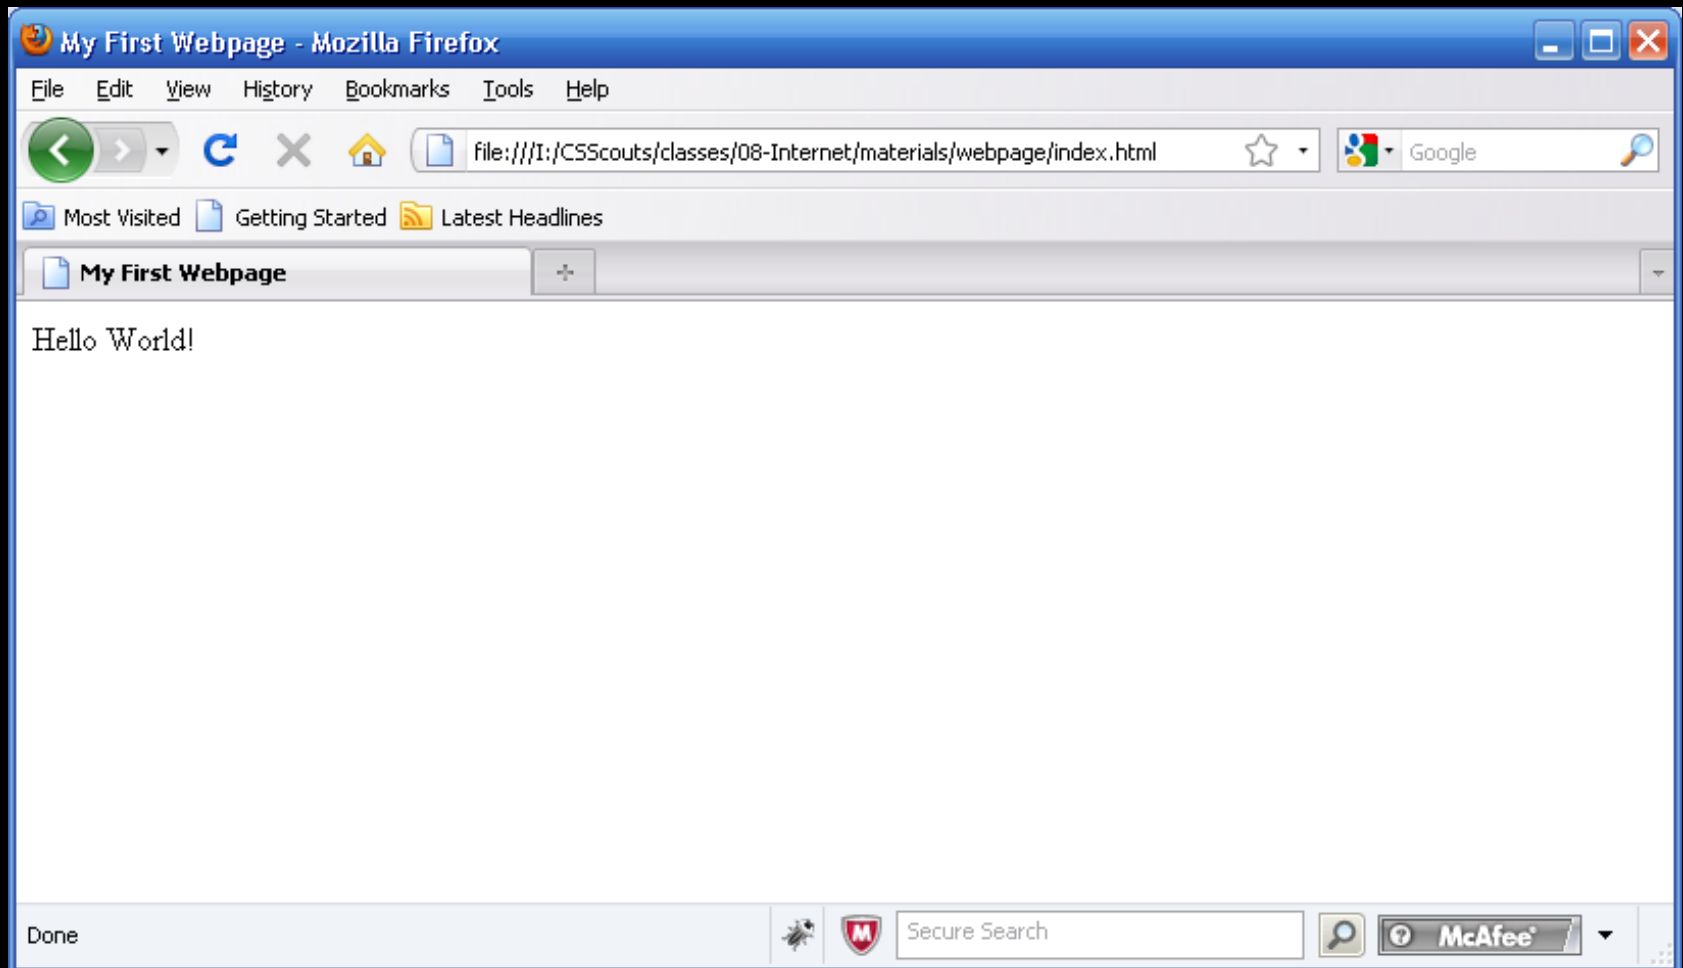 My First Webpage - Mozilla Firefox
File Edit View History Bookmarks Tools Help
file:///I:/CSScouts/classes/08-Internet/materials/webpage/index.html Google
Most Visited Getting Started Latest Headlines
My First Webpage
Hello World!
Done Secure Search McAfee